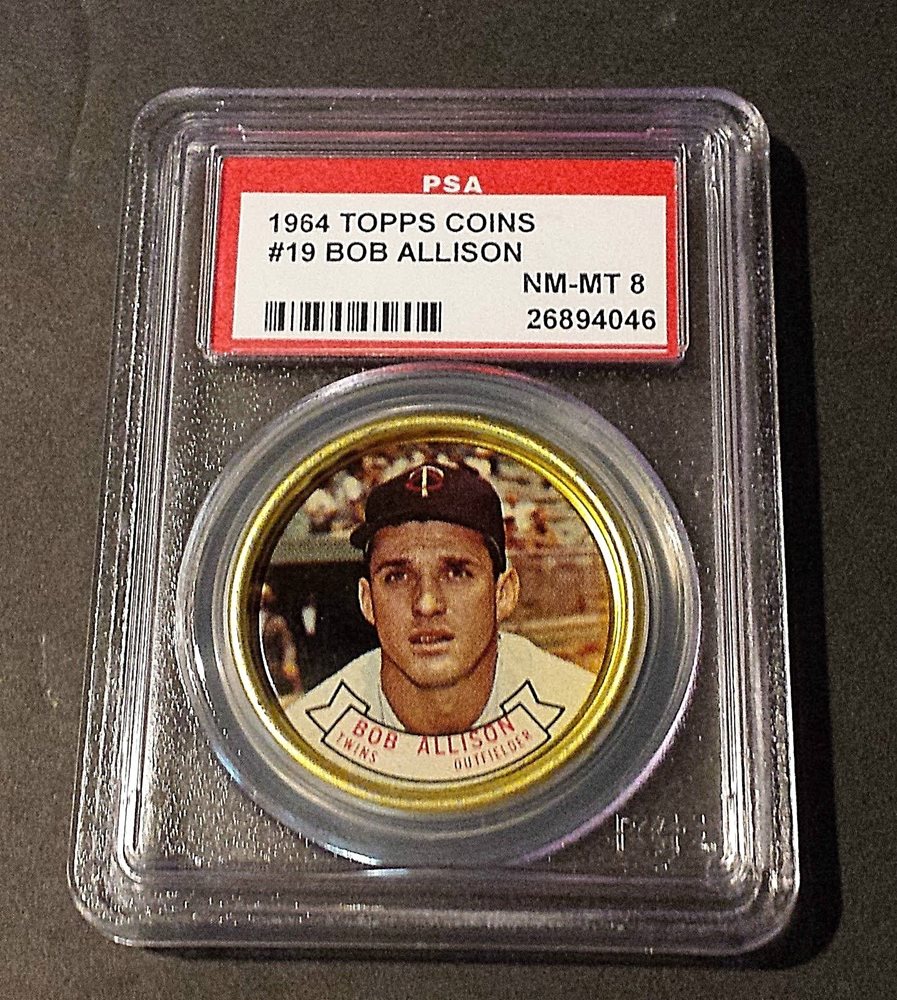 PSA
1964 TOPPS COINS
#19 BOB ALLISON
NM-MT 8
26894046
BOB ALLISON
TWINS OUTFIELDER